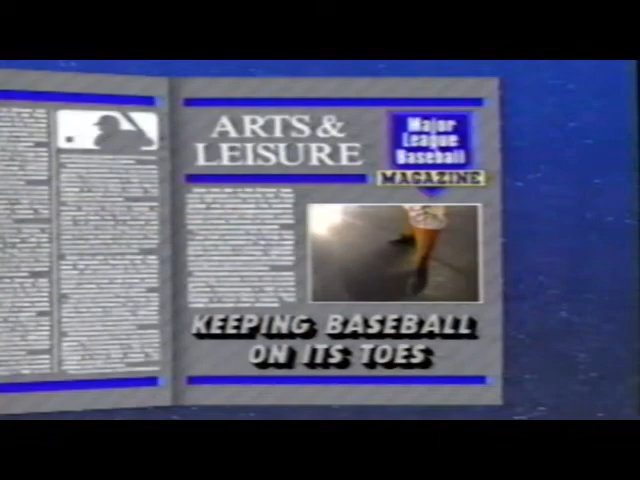 ARTS &
LEISURE
Major
League
Baseball
MAGAZINE
KEEPING BASEBALL
ON ITS TOES